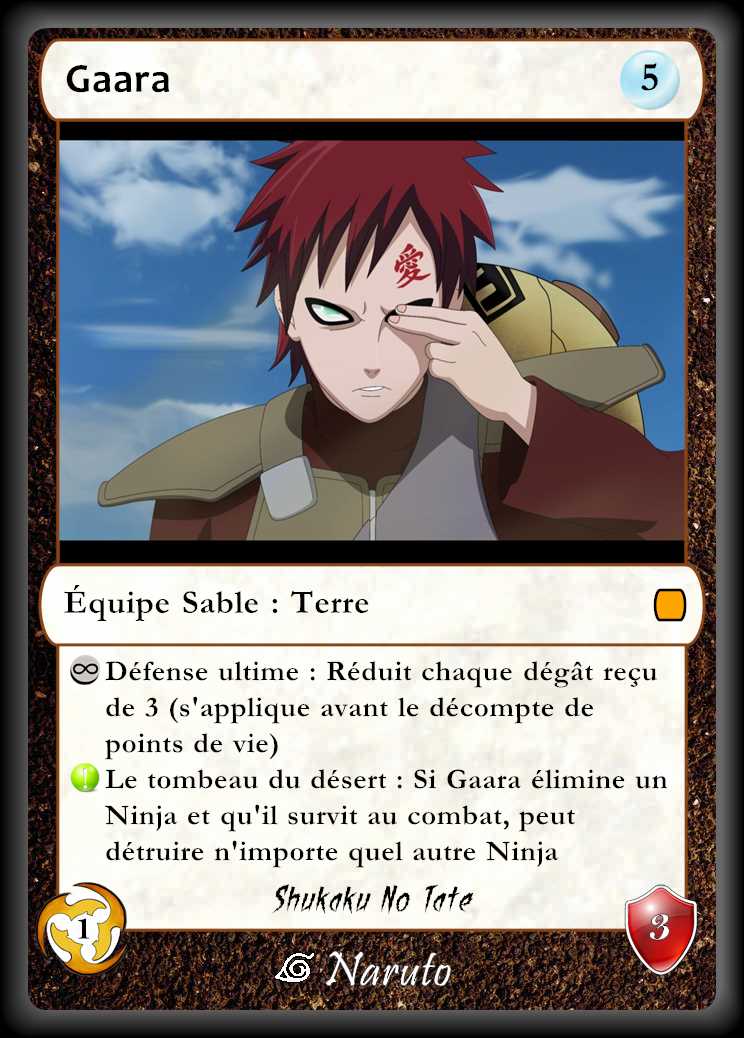 Gaara
5
愛
Équipe Sable : Terre
Défense ultime : Réduit chaque dégât reçu
de 3 (s'applique avant le décompte de
points de vie)
Le tombeau du désert : Si Gaara élimine un
Ninja et qu'il survit au combat, peut
détruire n'importe quel autre Ninja
Shukaku No Tate
1
3
Naruto